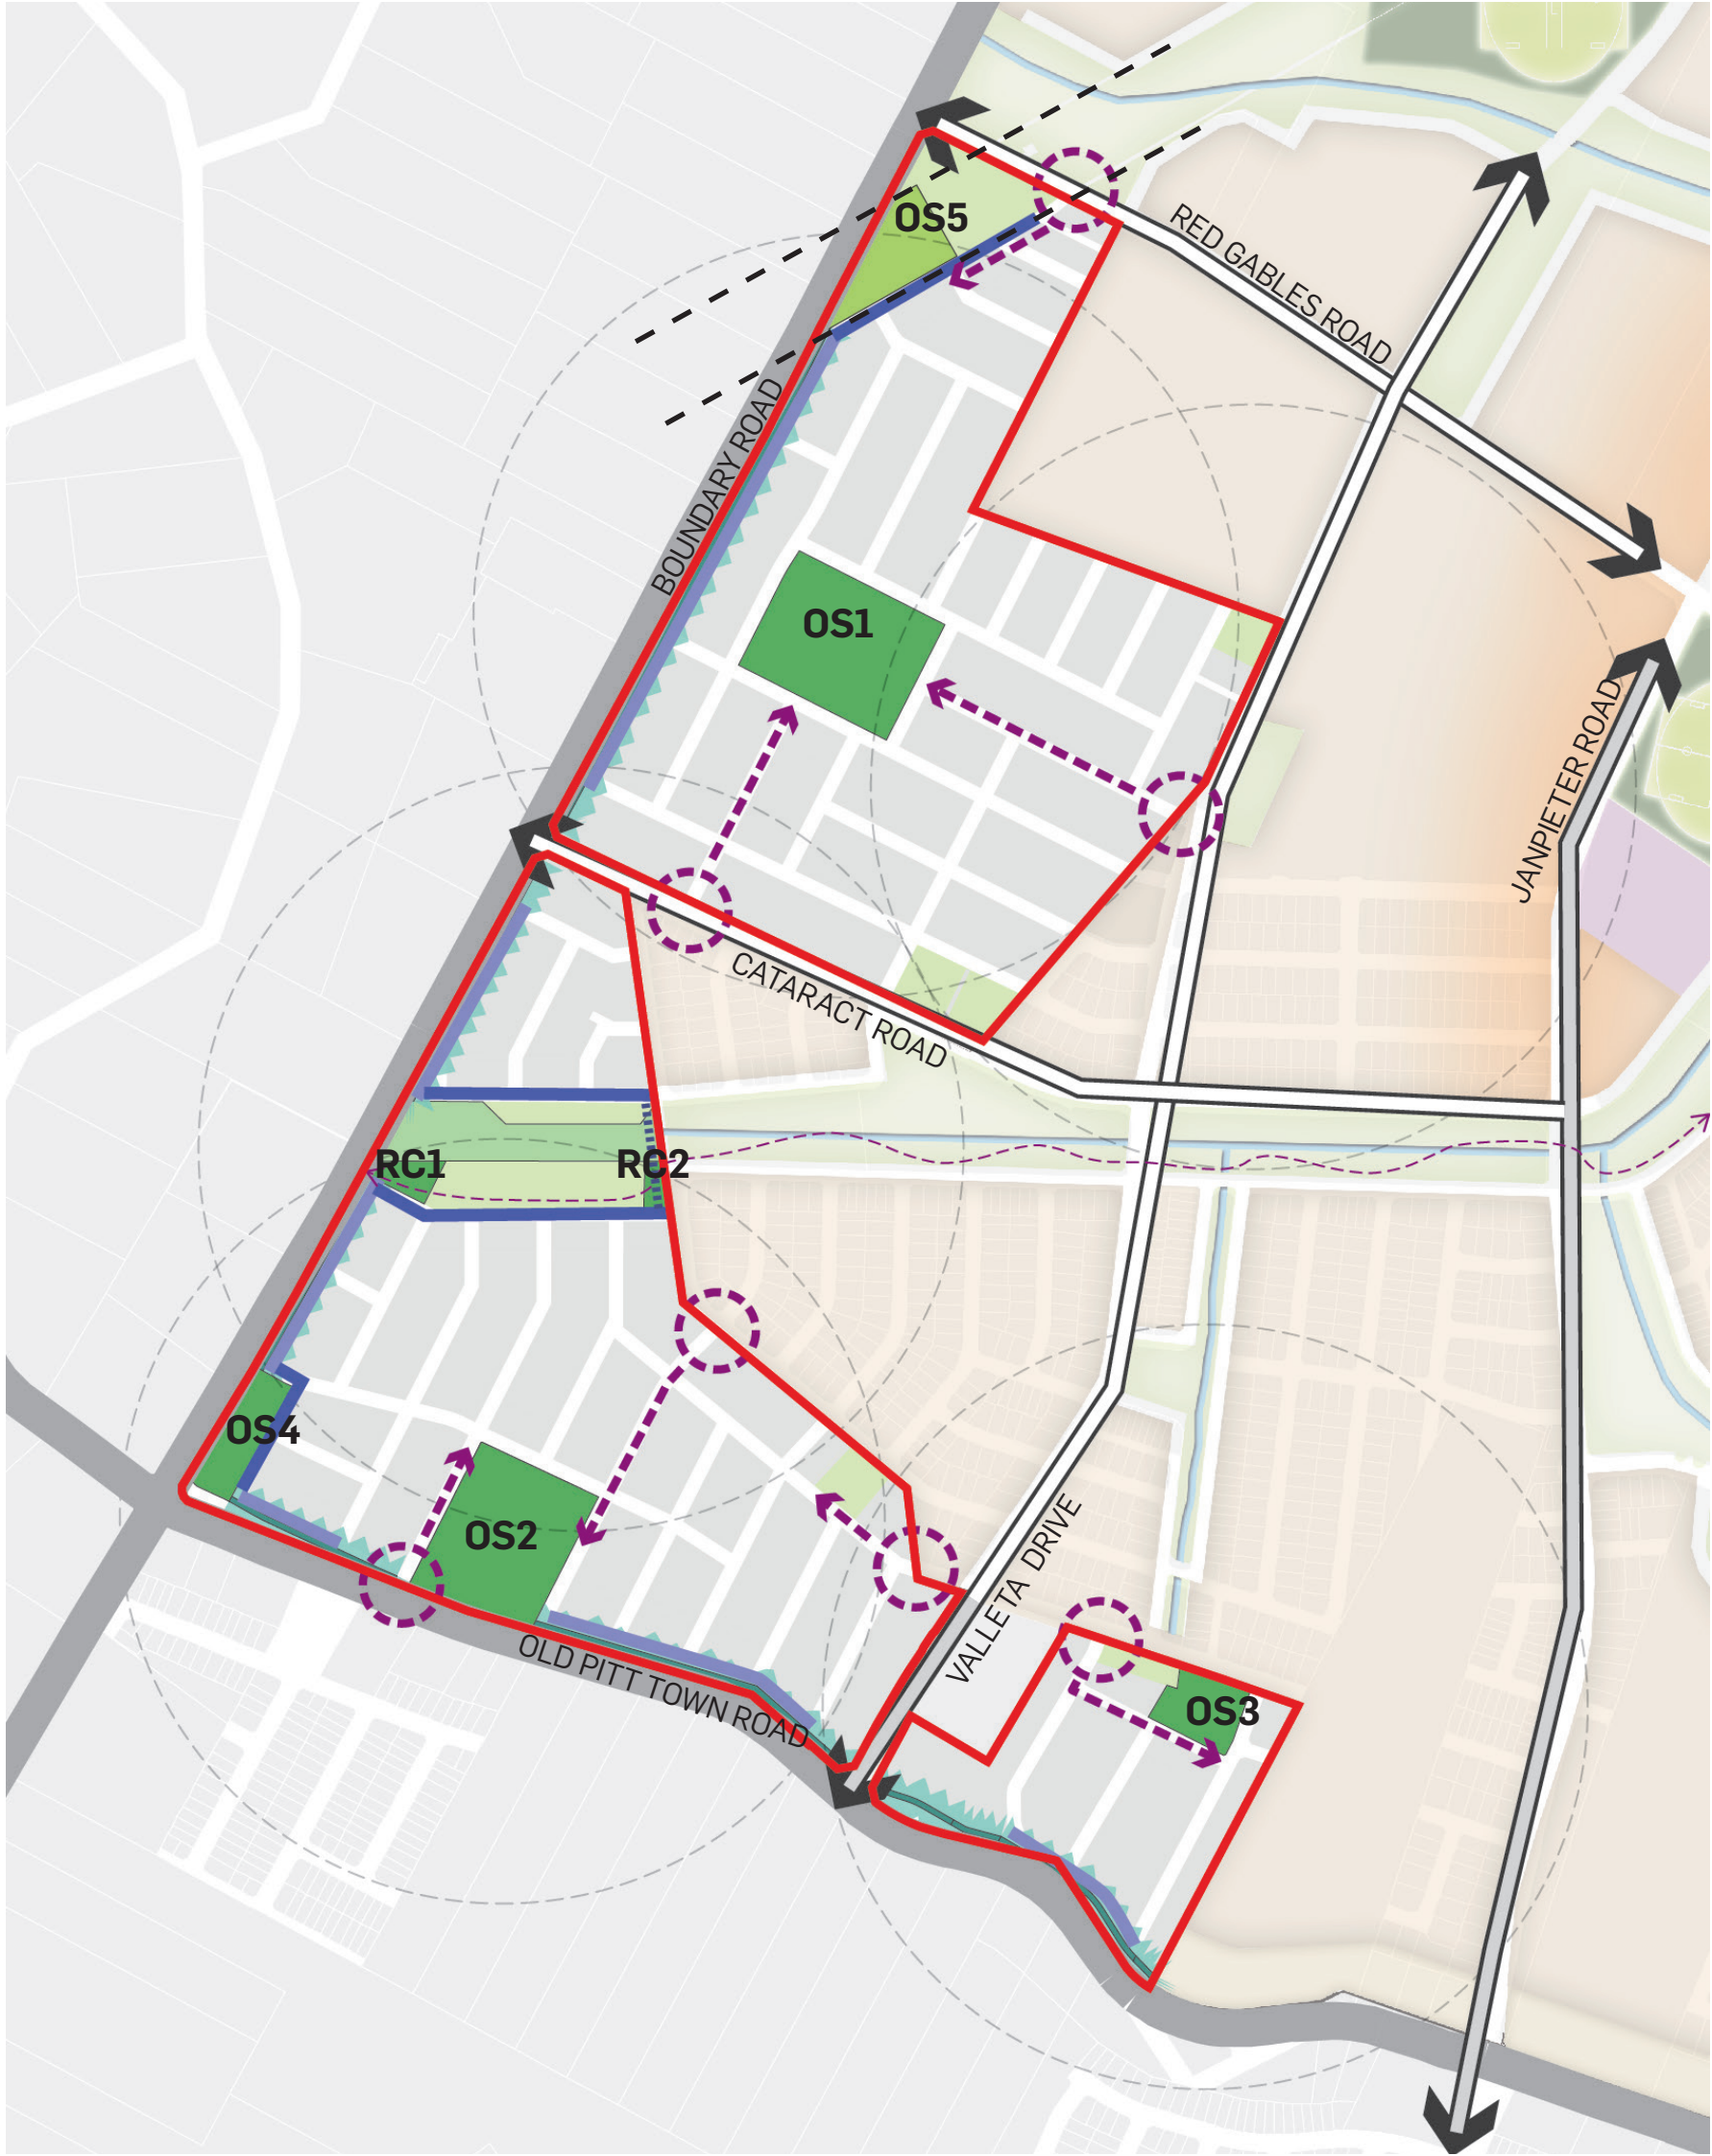 OS5
RED GABLES ROAD
BOUNDARY ROAD
OS1
JANPIETER ROAD
CATARACT ROAD
RC1
RC2
OS4
OS2
VALLETA DRIVE
OLD PITT TOWN ROAD
OS3